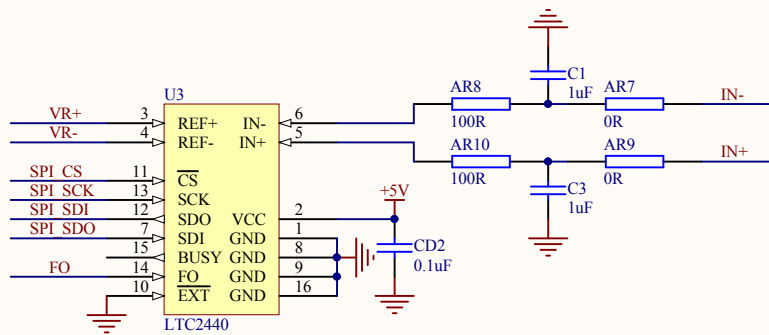 U3
VR+ 3 REF+ IN- 6
VR- 4 REF- IN+ 5
SPI_CS 11 CS
SPI_SCK 13 SCK
SPI_SDI 12 SDO VCC 2
SPI_SDO 7 SDI GND 1
15 BUSY GND 8
FO 14 FO GND 9
10 EXT GND 16
LTC2440
+5V
CD2
0.1uF
C1
1uF
AR8
100R
AR7
0R
IN-
AR10
100R
AR9
0R
IN+
C3
1uF